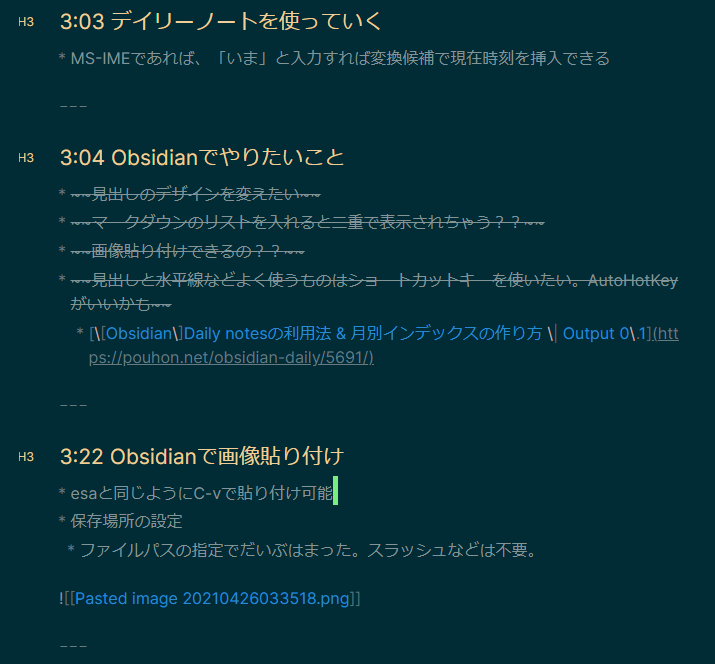 H3 3:03 デイリーノートを使っていく
* MS-IMEであれば、「いま」と入力すれば変換候補で現在時刻を挿入できる
---
H3 3:04 Obsidianでやりたいこと
* ~~見出しのデザインを変えたい~~
* ~~マークダウンのリストを入れると二重で表示されちゃう？？~~
* ~~画像貼り付けできるの？？~~
* ~~見出しと水平線などよく使うものはショートカットキーを使いたい。AutoHotKey
がいいかも~~
* [\[Obsidian\]Daily notesの利用法 & 月別インデックスの作り方 \| Output 0\.1](htt
ps://pouhon.net/obsidian-daily/5691/)
---
H3 3:22 Obsidianで画像貼り付け
* esaと同じようにC-vで貼り付け可能
* 保存場所の設定
* ファイルパスの指定でだいぶはまった。スラッシュなどは不要。
![[Pasted image 20210426033518.png]]
---